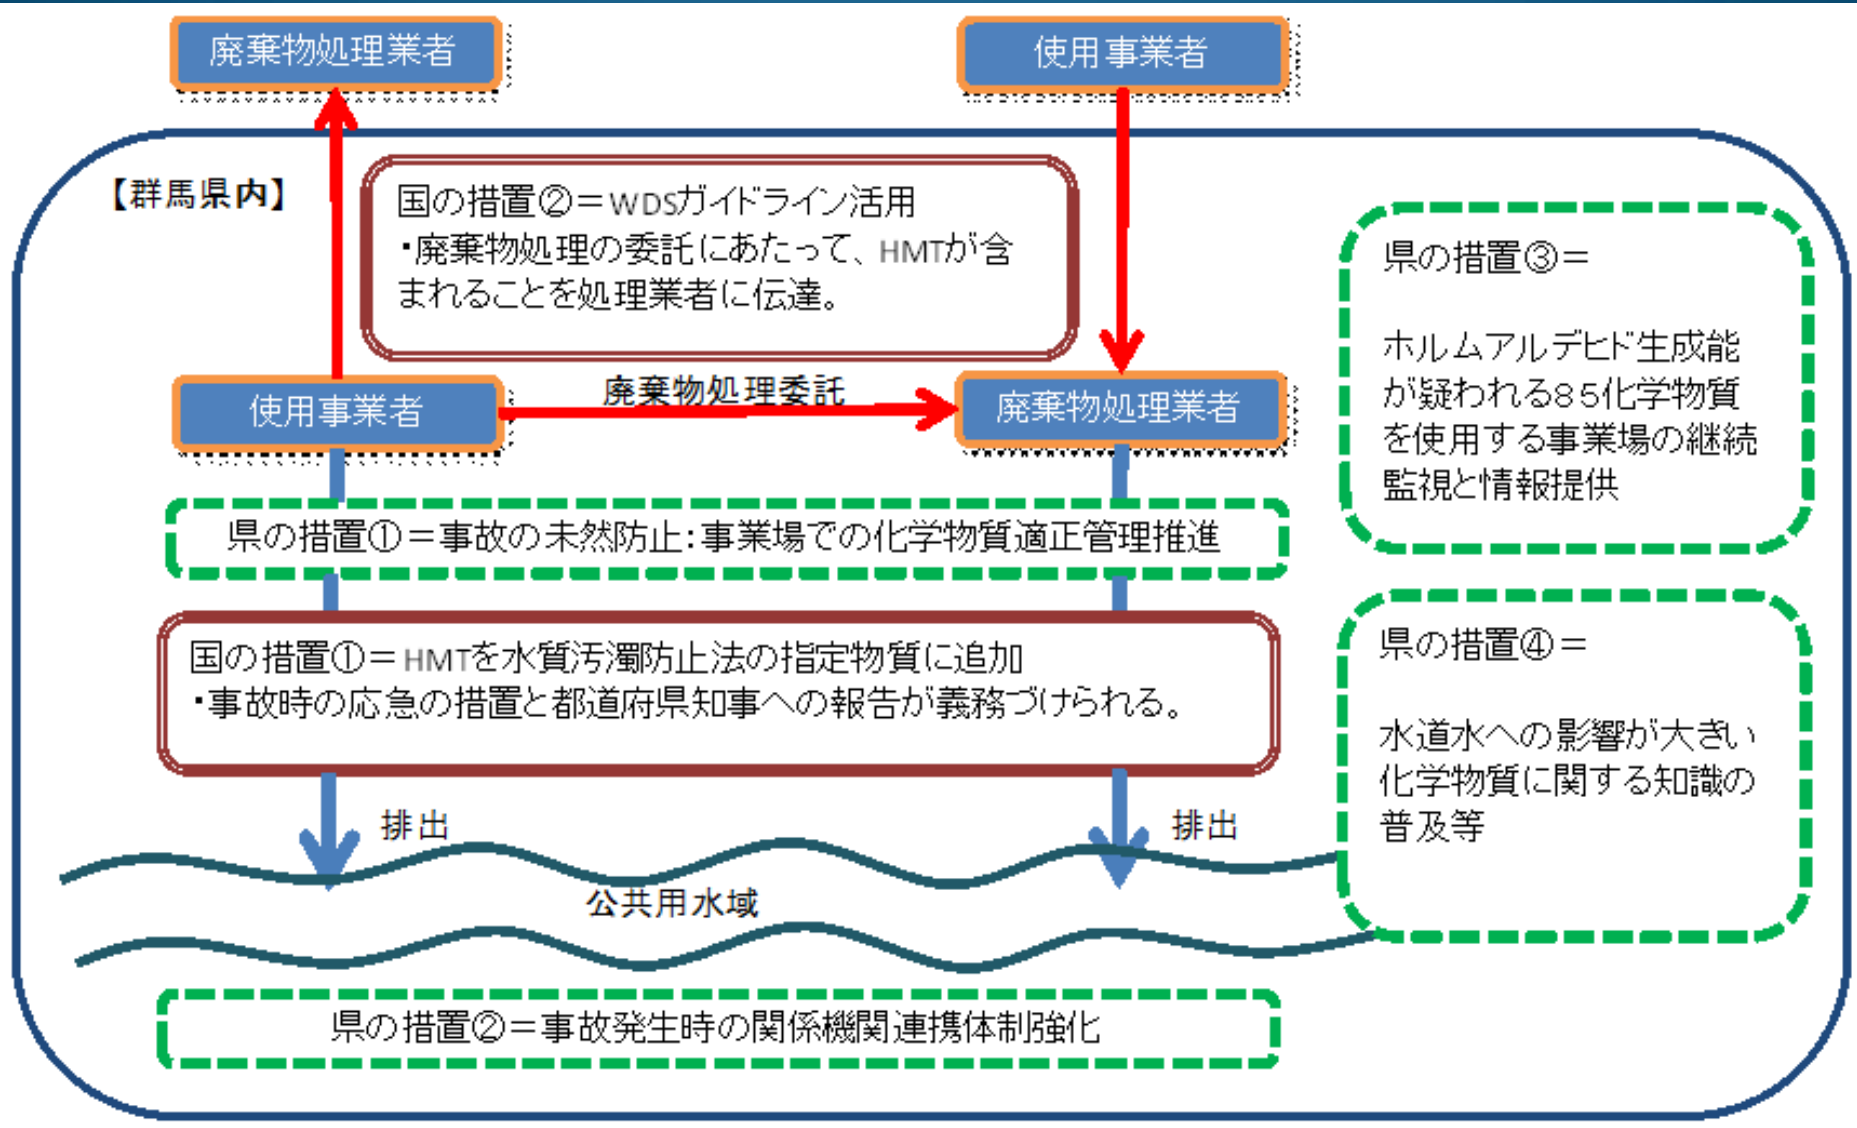 廃棄物処理業者
使用事業者
【群馬県内】
国の措置②＝WDSガイドライン活用
・廃棄物処理の委託にあたって、HMTが含
まれることを処理業者に伝達。
県の措置③＝
ホルムアルデヒド生成能
が疑われる85化学物質
を使用する事業場の継続
監視と情報提供
使用事業者
廃棄物処理委託
廃棄物処理業者
県の措置①＝事故の未然防止：事業場での化学物質適正管理推進
国の措置①＝HMTを水質汚濁防止法の指定物質に追加
・事故時の応急の措置と都道府県知事への報告が義務づけられる。
県の措置④＝
水道水への影響が大きい
化学物質に関する知識の
普及等
排出
排出
公共用水域
県の措置②＝事故発生時の関係機関連携体制強化